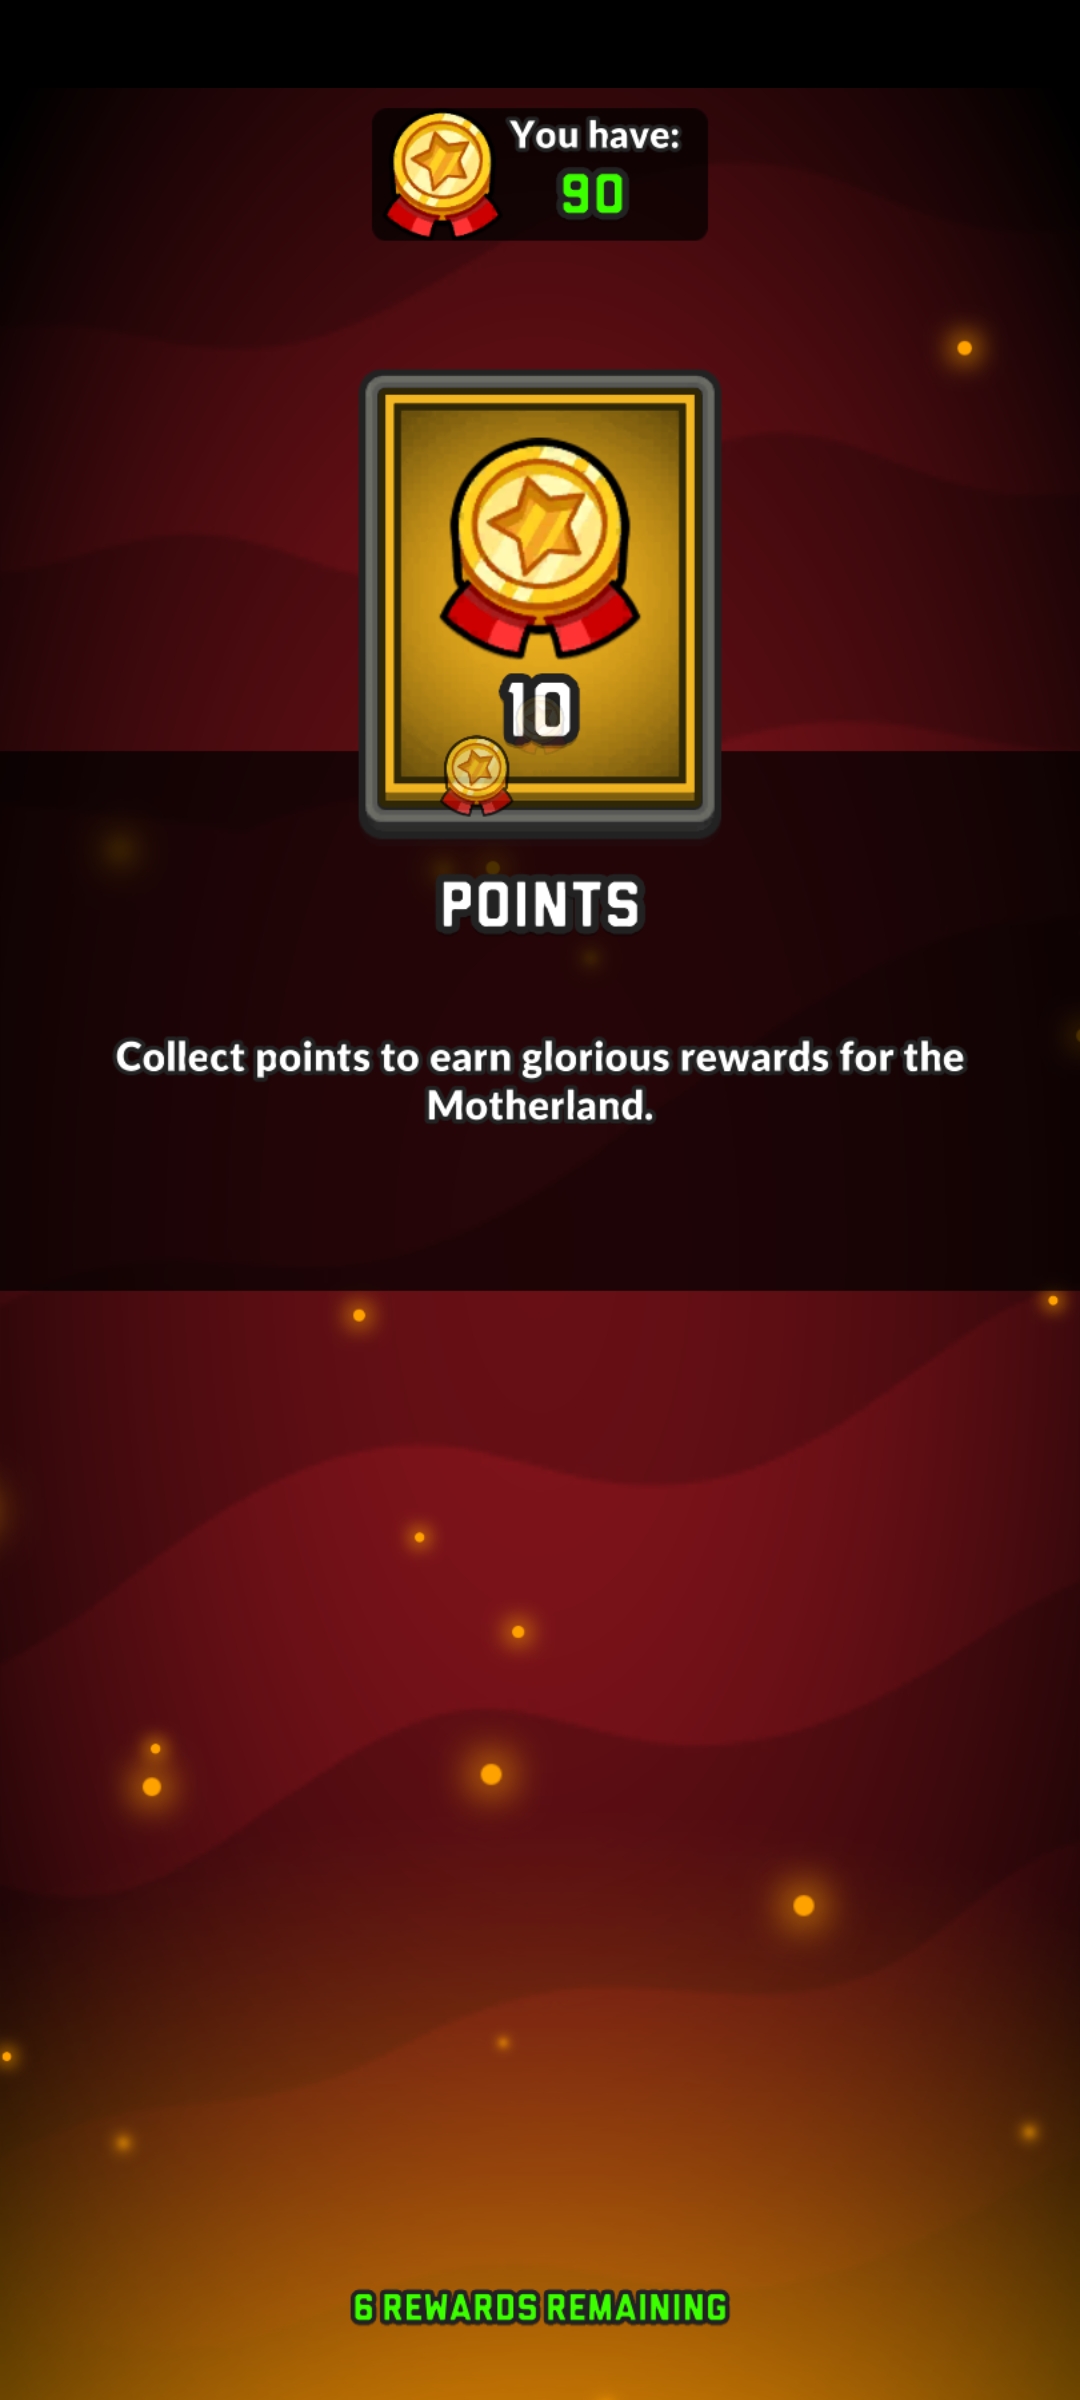 You have:
90
10
POINTS
Collect points to earn glorious rewards for the
Motherland.
6 REWARDS REMAINING